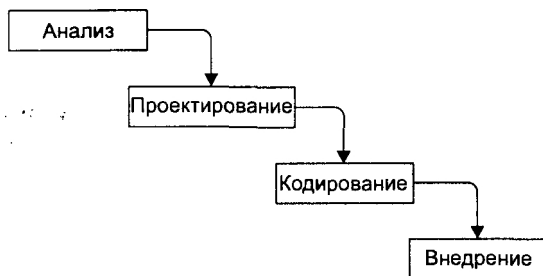 Анализ
Проектирование
Кодирование
Внедрение